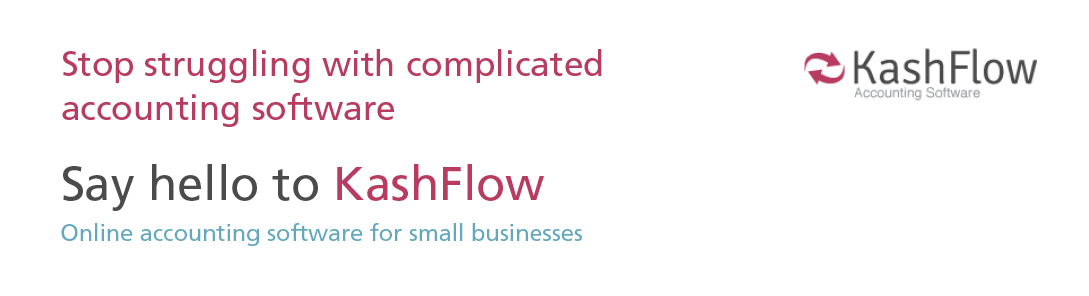 Stop struggling with complicated
accounting software
KashFlow
Accounting Software
Say hello to KashFlow
Online accounting software for small businesses